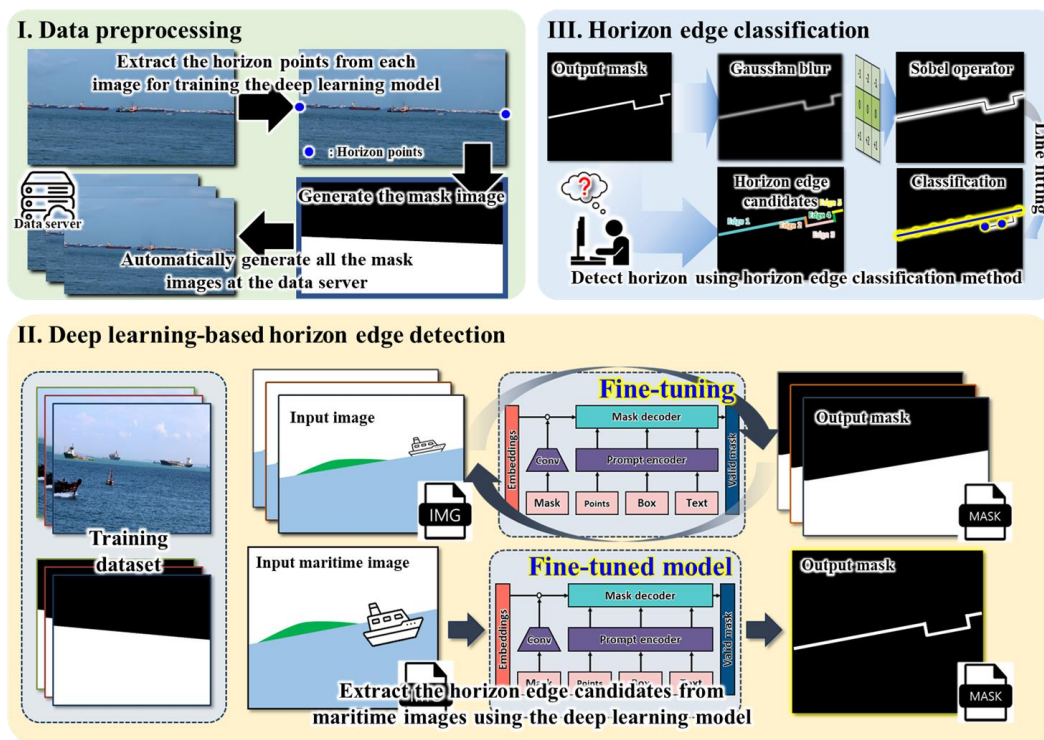 I. Data preprocessing
Extract the horizon points from each
image for training the deep learning model
: Horizon points
Data server
Generate the mask image
Automatically generate all the mask
images at the data server
III. Horizon edge classification
Output mask
Gaussian blur
Sobel operator
Line fitting
?
Horizon edge
candidates
Edge 1
Edge 2
Edge 3
Edge 4
Edge 5
Classification
Detect horizon using horizon edge classification method
II. Deep learning-based horizon edge detection
Training
dataset
Input image
IMG
Fine-tuning
Embeddings
Mask decoder
Conv
Prompt encoder
Mask
Points
Box
Text
Valid mask
Output mask
MASK
Input maritime image
Fine-tuned model
Embeddings
Mask decoder
Conv
Prompt encoder
Mask
Points
Box
Text
Valid mask
Output mask
MASK
Extract the horizon edge candidates from
maritime images using the deep learning model